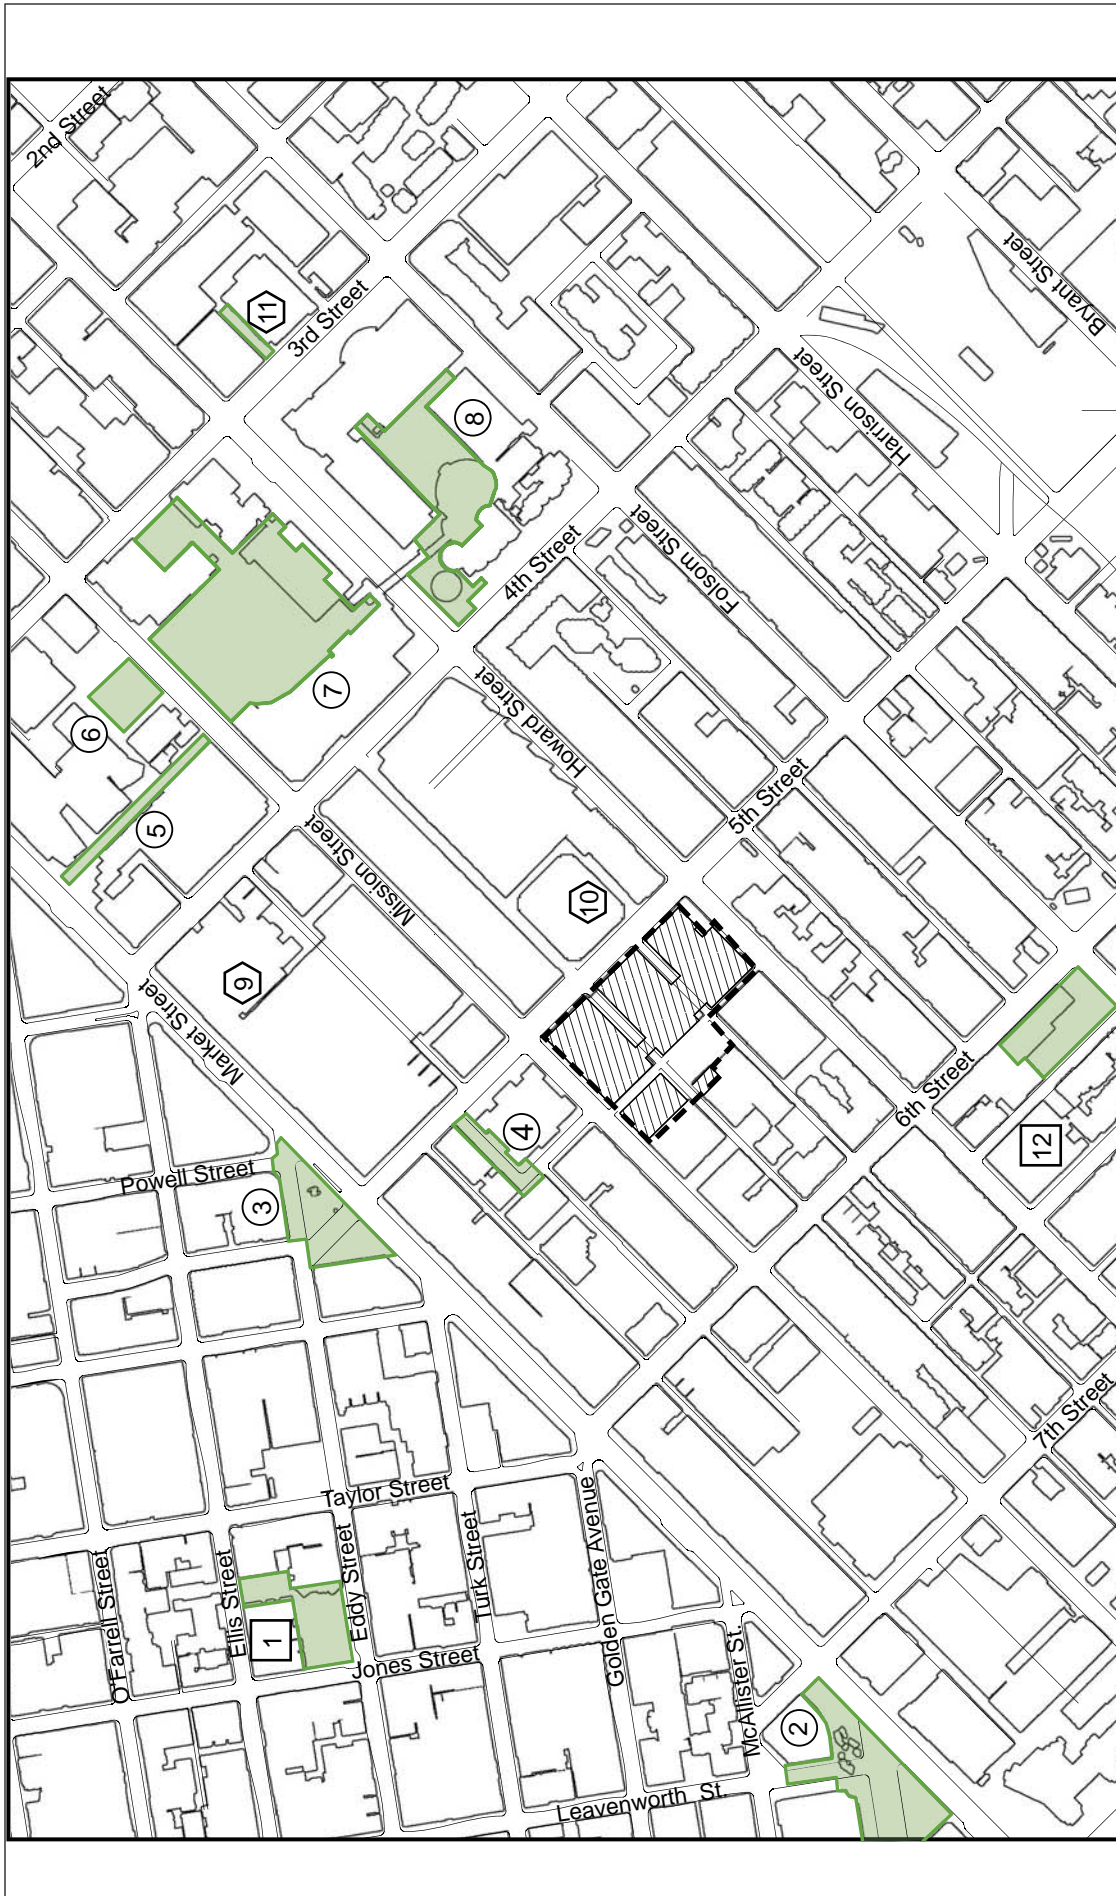 2nd Street
11
3rd Street
Bryant Street
Harrison Street
8
4th Street
Folsom Street
7
6
5
Howard Street
Mission Street
5th Street
10
9
Market Street
4
6th Street
12
Powell Street
3
7th Street
Taylor Street
O'Farrell Street
Ellis Street
Eddy Street
Turk Street
Golden Gate Avenue
1
Jones Street
McAllister St.
2
Leavenworth St.